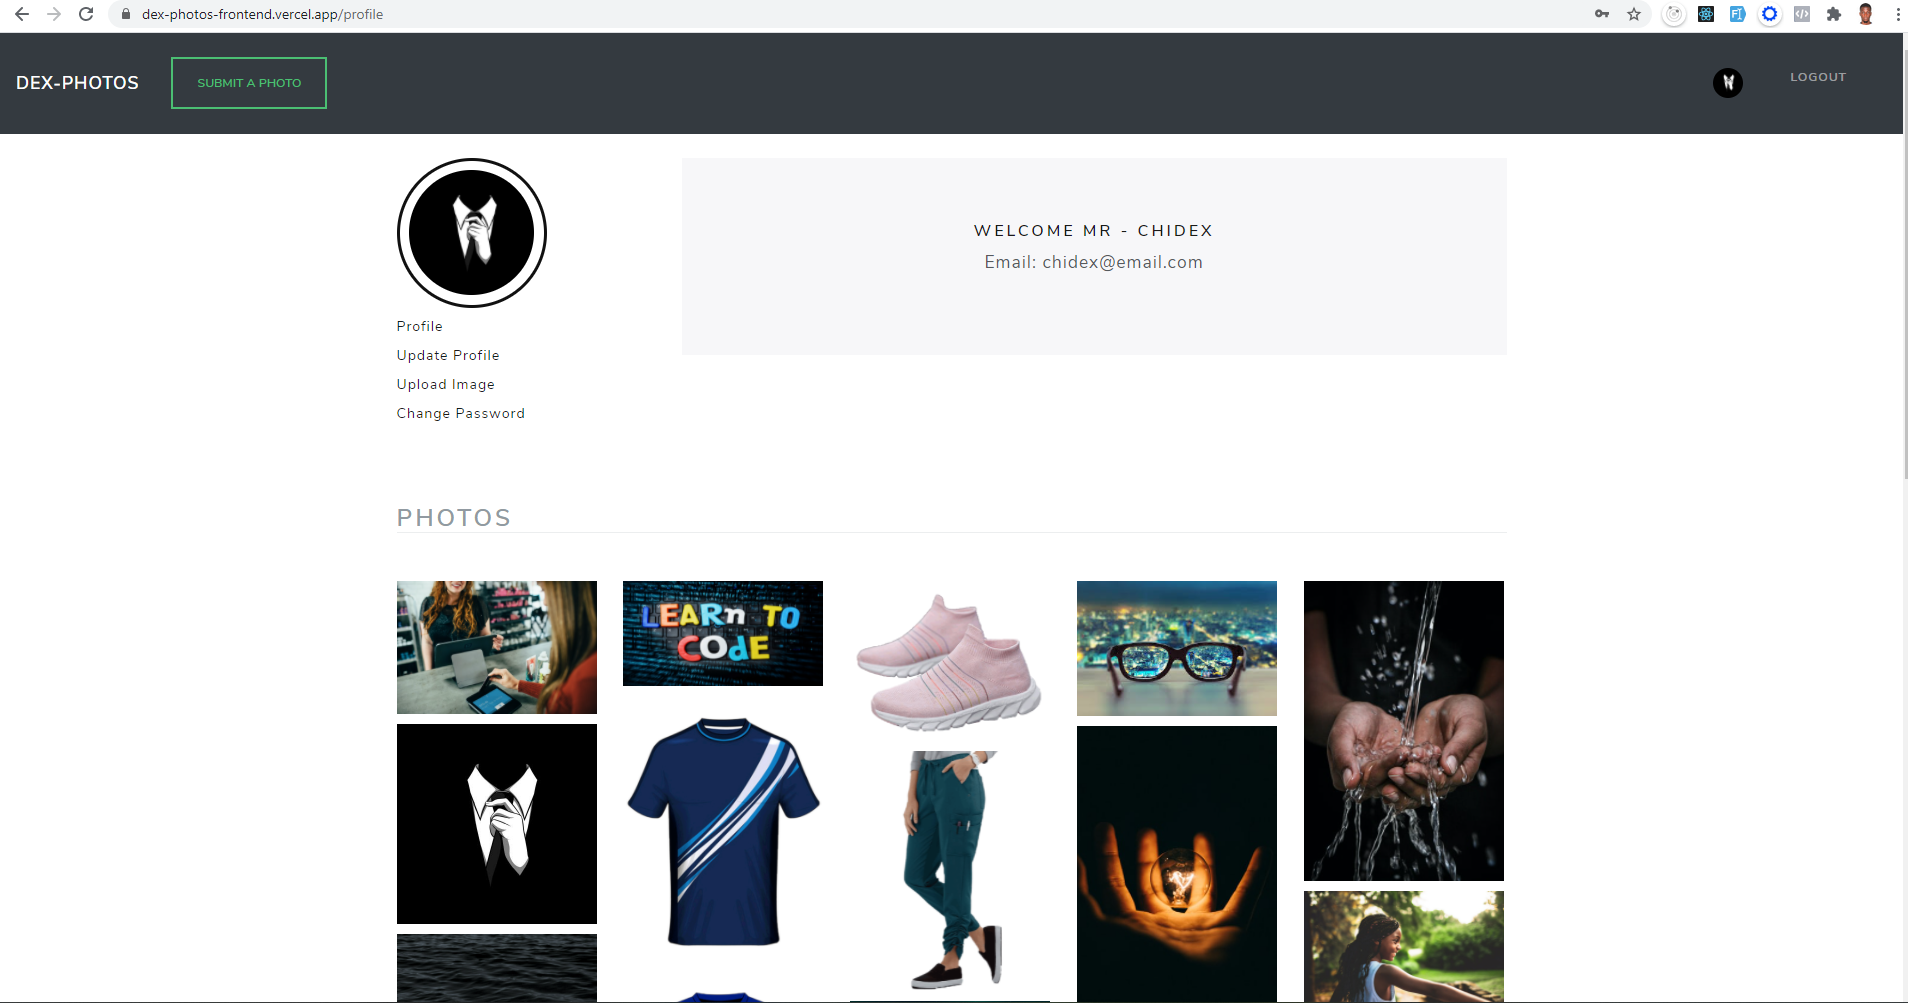 dex-photos-frontend.vercel.app/profile
DEX-PHOTOS
SUBMIT A PHOTO
LOGOUT
WELCOME MR - CHIDEX
Email: chidex@email.com
Profile
Update Profile
Upload Image
Change Password
PHOTOS
LEARn TO
CODE